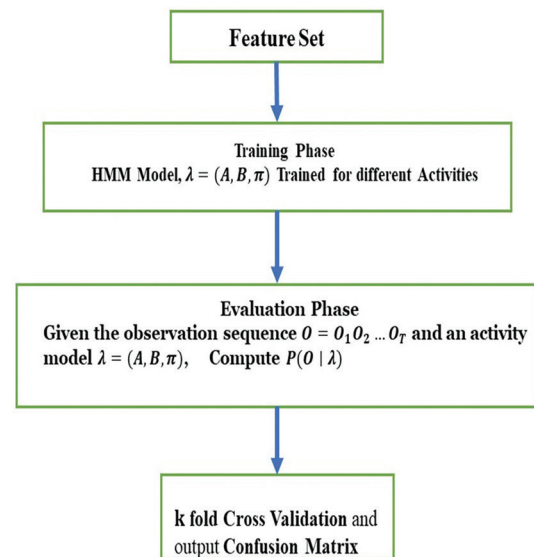 Feature Set
Training Phase
HMM Model, λ = (A, B, π) Trained for different Activities
Evaluation Phase
Given the observation sequence O = O₁O₂ ... O_T and an activity
model λ = (A, B, π), Compute P(O | λ)
k fold Cross Validation and
output Confusion Matrix